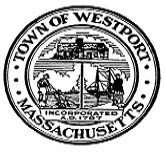 TOWN OF WESTPORT
INCORPORATED
A.D. 1787
MASSACHUSETTS.